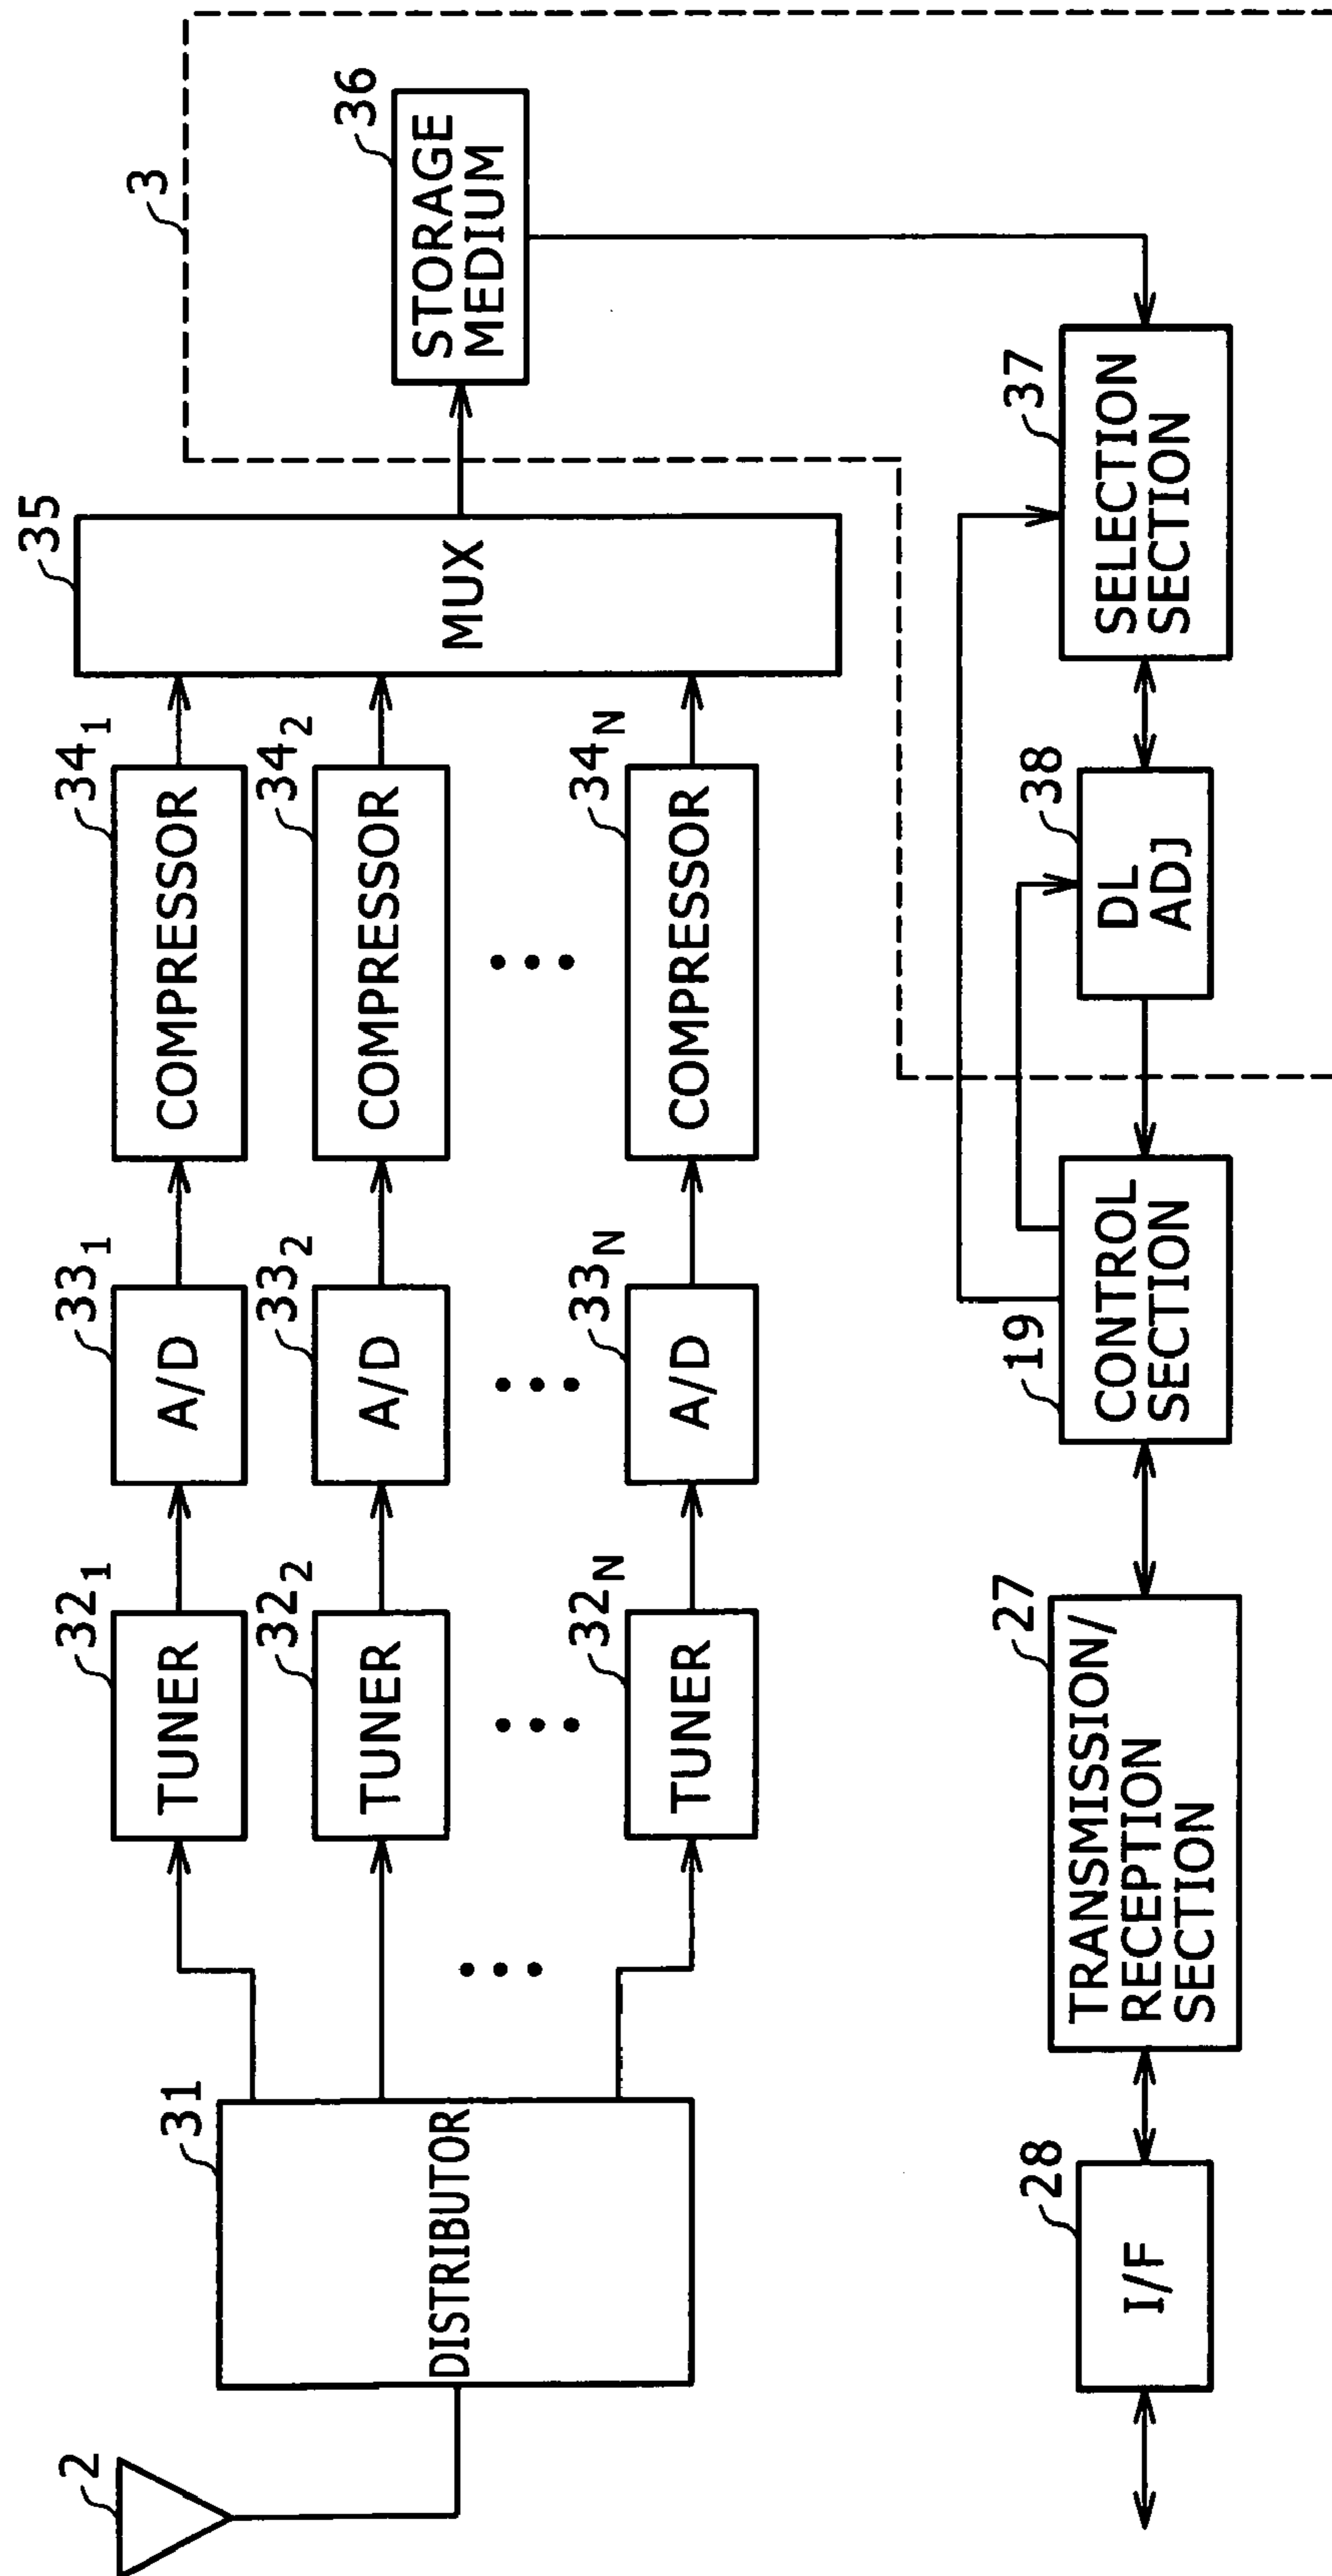 2
31
DISTRIBUTOR
32₁
TUNER
33₁
A/D
34₁
COMPRESSOR
32₂
TUNER
33₂
A/D
34₂
COMPRESSOR
32N
TUNER
33N
A/D
34N
COMPRESSOR
35
MUX
3
36
STORAGE
MEDIUM
28
I/F
27
TRANSMISSION/
RECEPTION
SECTION
19
CONTROL
SECTION
38
DL
ADJ
37
SELECTION
SECTION